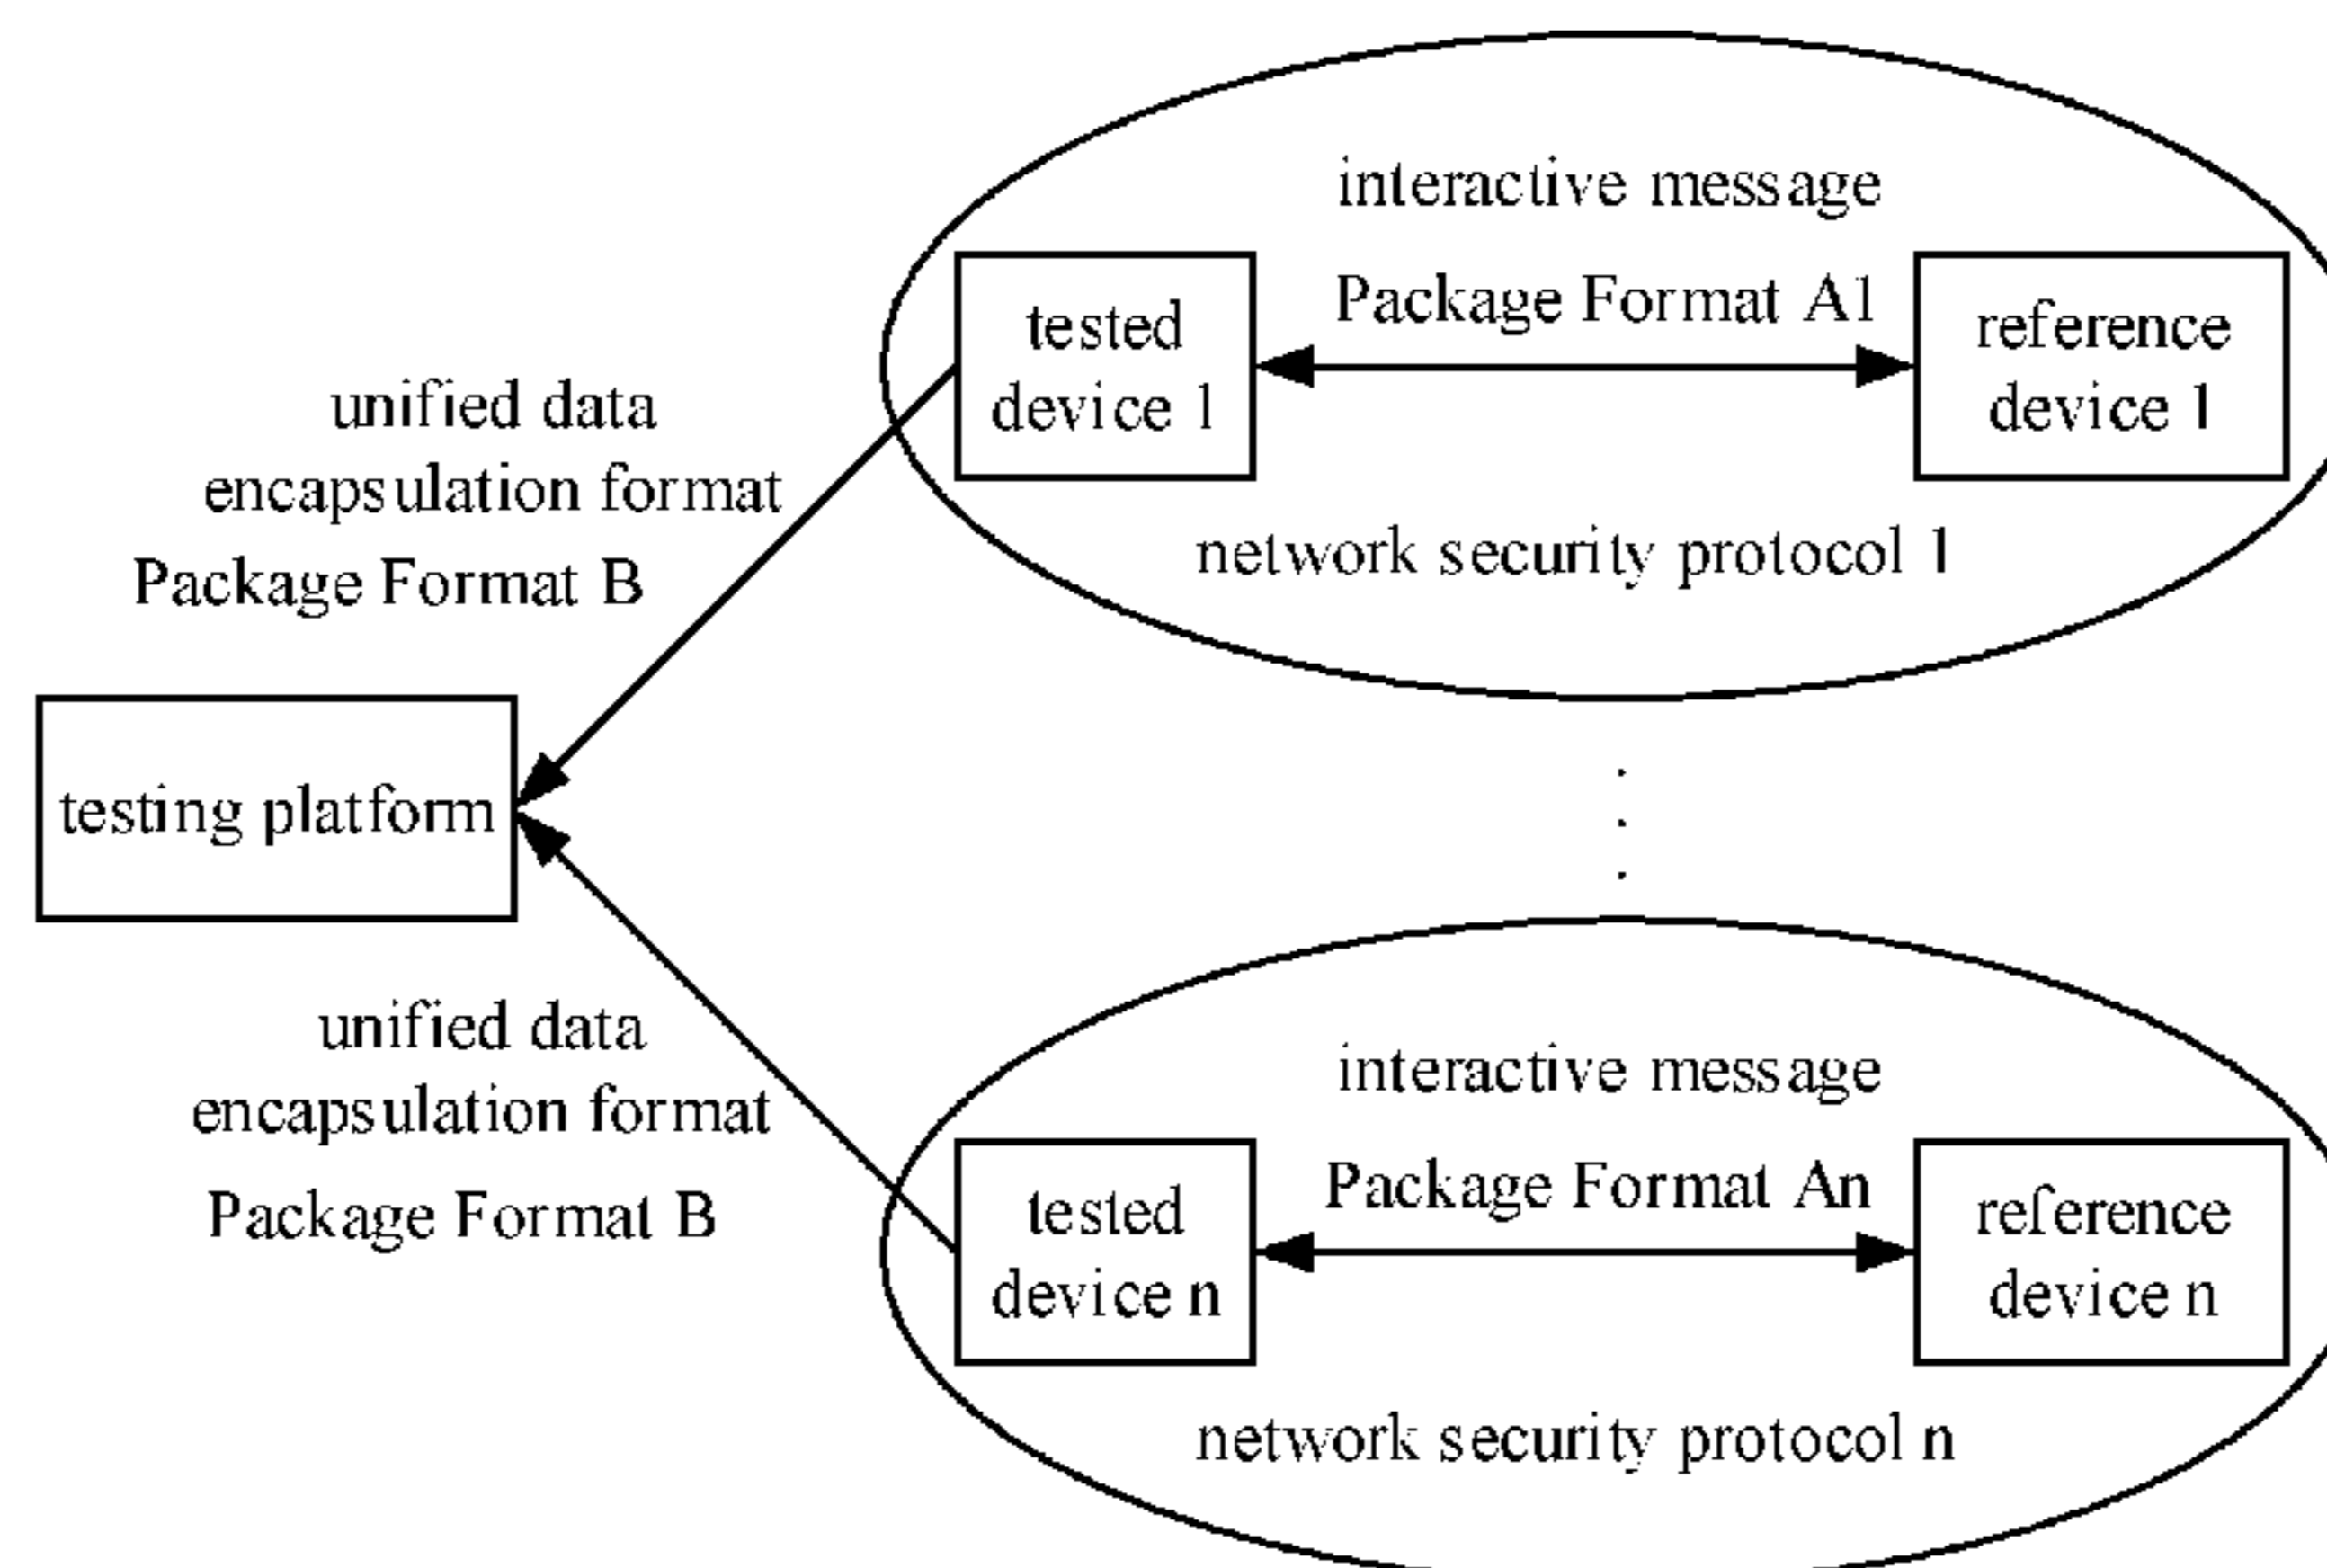 interactive message
Package Format A1
tested
device 1
reference
device 1
network security protocol 1
unified data
encapsulation format
Package Format B
testing platform
unified data
encapsulation format
Package Format B
interactive message
Package Format An
tested
device n
reference
device n
network security protocol n